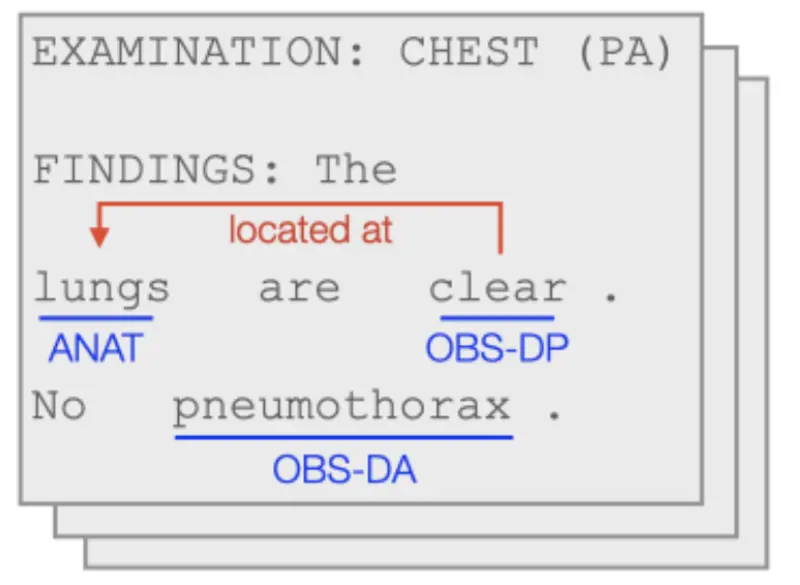 EXAMINATION: CHEST (PA)
FINDINGS: The
located at
lungs are clear .
ANAT OBS-DP
No pneumothorax .
OBS-DA